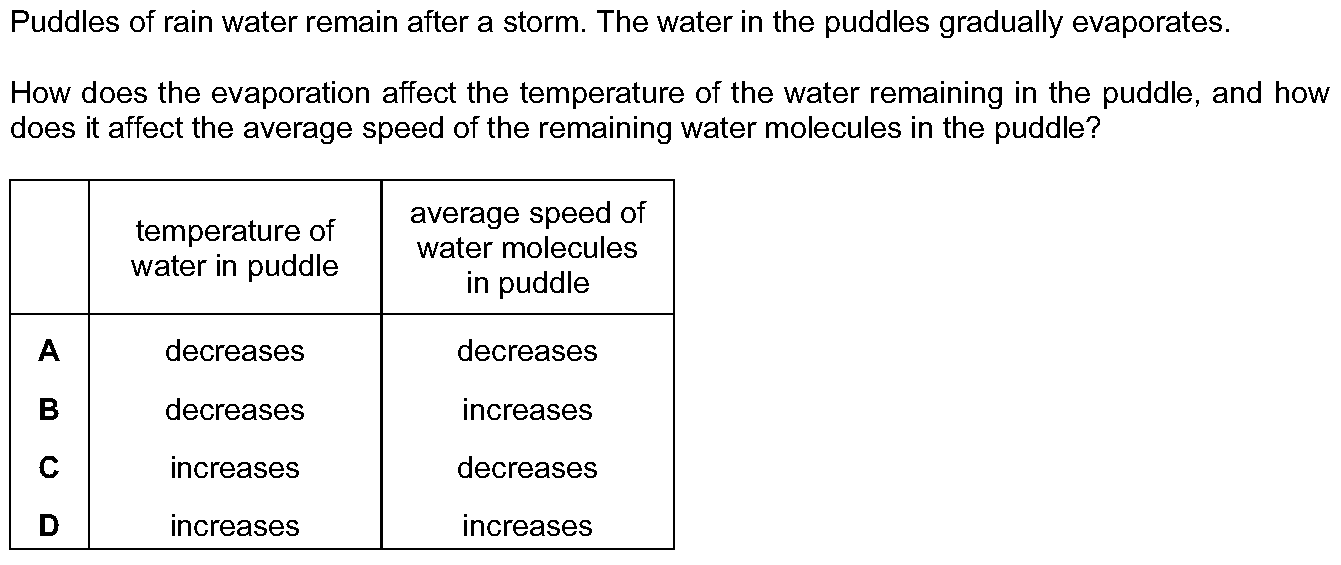 Puddles of rain water remain after a storm. The water in the puddles gradually evaporates.
How does the evaporation affect the temperature of the water remaining in the puddle, and how
does it affect the average speed of the remaining water molecules in the puddle?
temperature of
water in puddle
average speed of
water molecules
in puddle
A decreases decreases
B decreases increases
C increases decreases
D increases increases